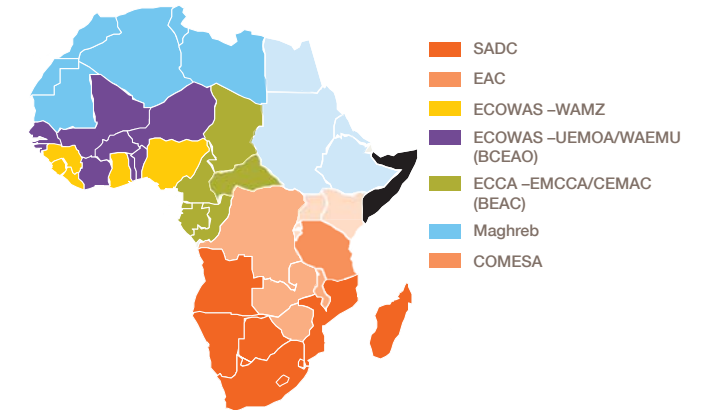 SADC
EAC
ECOWAS –WAMZ
ECOWAS –UEMOA/WAEMU
(BCEAO)
ECCA –EMCCA/CEMAC
(BEAC)
Maghreb
COMESA